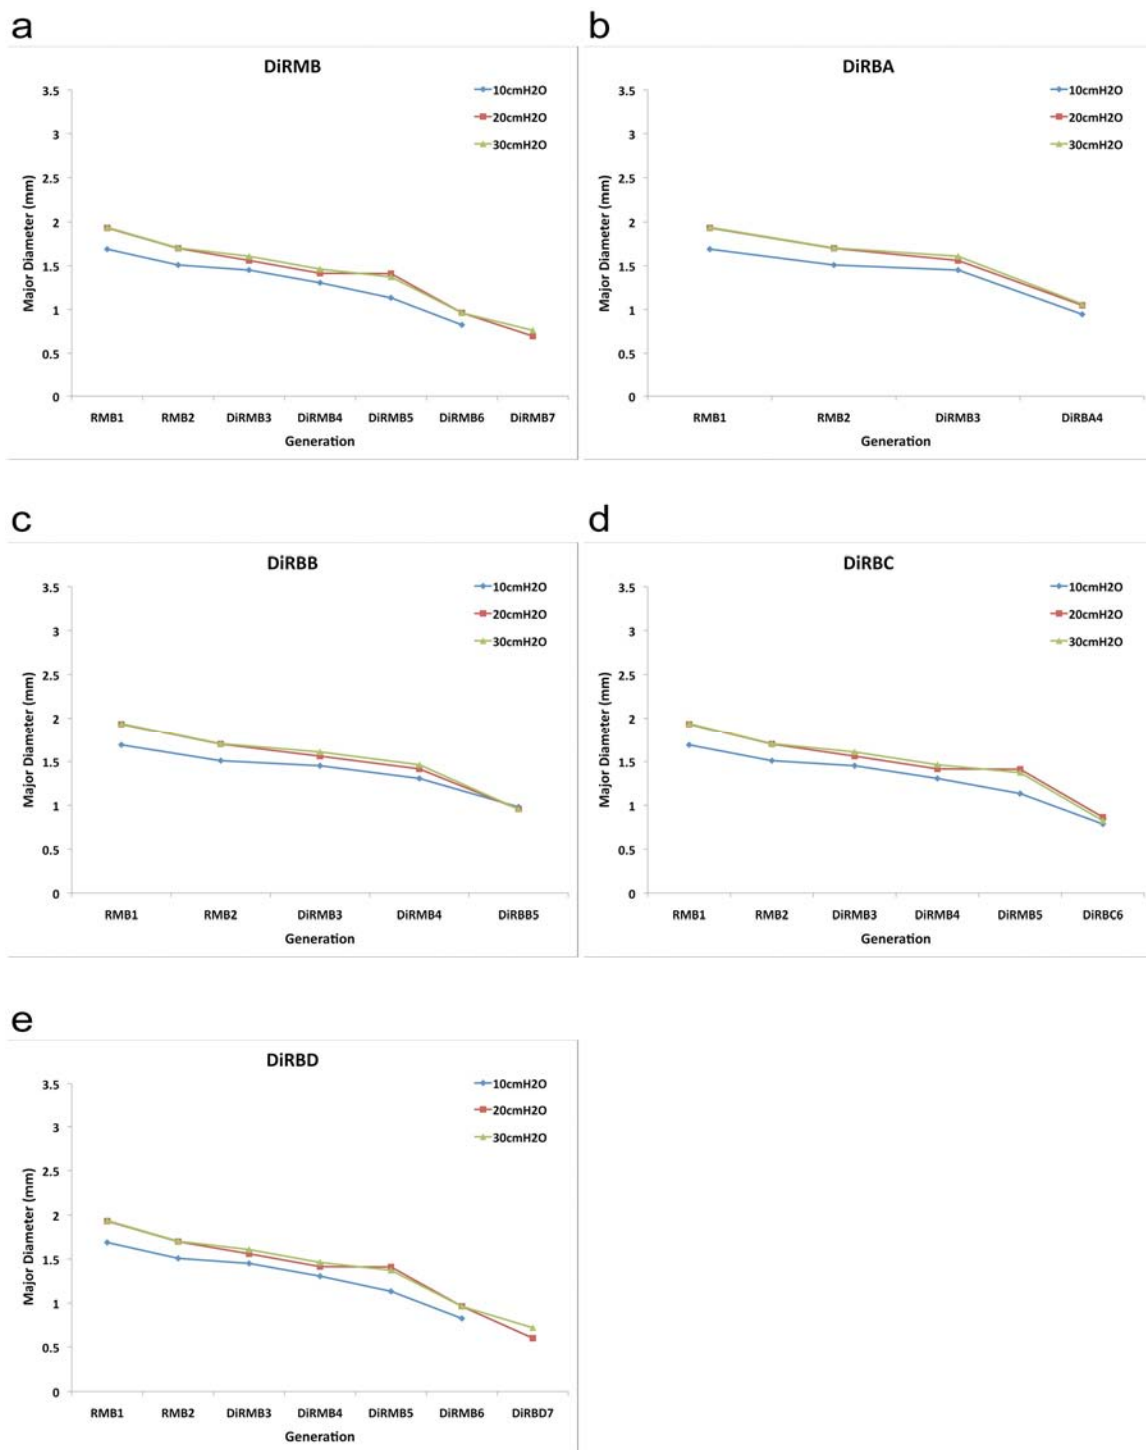 a
DiRMB
3.5
3
2.5
2
1.5
1
0.5
0
Major Diameter (mm)
10cmH2O
20cmH2O
30cmH2O
RMB1 RMB2 DiRMB3 DiRMB4 DiRMB5 DiRMB6 DiRMB7
Generation
b
DiRBA
3.5
3
2.5
2
1.5
1
0.5
0
Major Diameter (mm)
10cmH2O
20cmH2O
30cmH2O
RMB1 RMB2 DiRMB3 DiRBA4
Generation
c
DiRBB
3.5
3
2.5
2
1.5
1
0.5
0
Major Diameter (mm)
10cmH2O
20cmH2O
30cmH2O
RMB1 RMB2 DiRMB3 DiRMB4 DiRBB5
Generation
d
DiRBC
3.5
3
2.5
2
1.5
1
0.5
0
Major Diameter (mm)
10cmH2O
20cmH2O
30cmH2O
RMB1 RMB2 DiRMB3 DiRMB4 DiRMB5 DiRBC6
Generation
e
DiRBD
3.5
3
2.5
2
1.5
1
0.5
0
Major Diameter (mm)
10cmH2O
20cmH2O
30cmH2O
RMB1 RMB2 DiRMB3 DiRMB4 DiRMB5 DiRMB6 DiRBD7
Generation